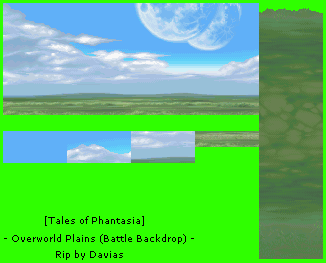 [Tales of Phantasia]
- Overworld Plains (Battle Backdrop) -
Rip by Davias